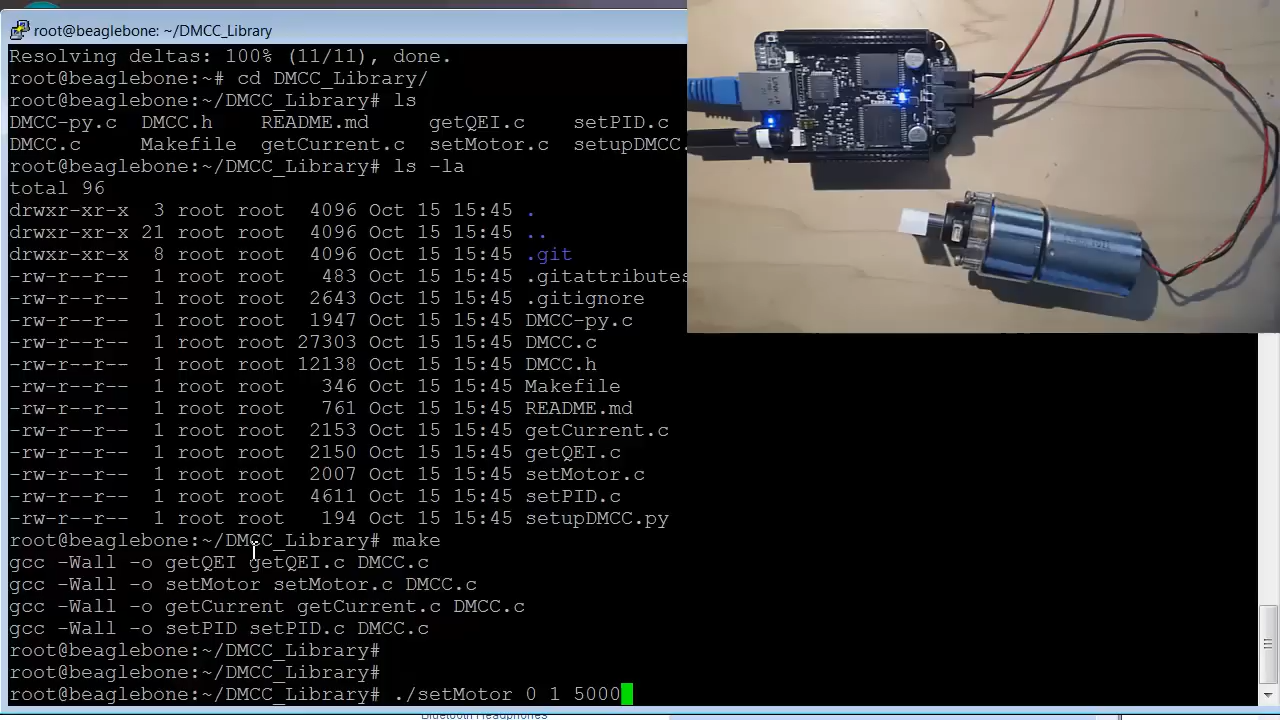 root@beaglebone: ~/DMCC_Library
Resolving deltas: 100% (11/11), done.
root@beaglebone:~# cd DMCC_Library/
root@beaglebone:~/DMCC_Library# ls
DMCC-py.c DMCC.h README.md getQEI.c setPID.c
DMCC.c Makefile getCurrent.c setMotor.c setupDMCC.
root@beaglebone:~/DMCC_Library# ls -la
total 96
drwxr-xr-x 3 root root 4096 Oct 15 15:45 .
drwxr-xr-x 21 root root 4096 Oct 15 15:45 ..
drwxr-xr-x 8 root root 4096 Oct 15 15:45 .git
-rw-r--r-- 1 root root 483 Oct 15 15:45 .gitattributes
-rw-r--r-- 1 root root 2643 Oct 15 15:45 .gitignore
-rw-r--r-- 1 root root 1947 Oct 15 15:45 DMCC-py.c
-rw-r--r-- 1 root root 27303 Oct 15 15:45 DMCC.c
-rw-r--r-- 1 root root 12138 Oct 15 15:45 DMCC.h
-rw-r--r-- 1 root root 346 Oct 15 15:45 Makefile
-rw-r--r-- 1 root root 761 Oct 15 15:45 README.md
-rw-r--r-- 1 root root 2153 Oct 15 15:45 getCurrent.c
-rw-r--r-- 1 root root 2150 Oct 15 15:45 getQEI.c
-rw-r--r-- 1 root root 2007 Oct 15 15:45 setMotor.c
-rw-r--r-- 1 root root 4611 Oct 15 15:45 setPID.c
-rw-r--r-- 1 root root 194 Oct 15 15:45 setupDMCC.py
root@beaglebone:~/DMCC_Library# make
gcc -Wall -o getQEI getQEI.c DMCC.c
gcc -Wall -o setMotor setMotor.c DMCC.c
gcc -Wall -o getCurrent getCurrent.c DMCC.c
gcc -Wall -o setPID setPID.c DMCC.c
root@beaglebone:~/DMCC_Library#
root@beaglebone:~/DMCC_Library#
root@beaglebone:~/DMCC_Library# ./setMotor 0 1 5000
Bluetooth Headphones